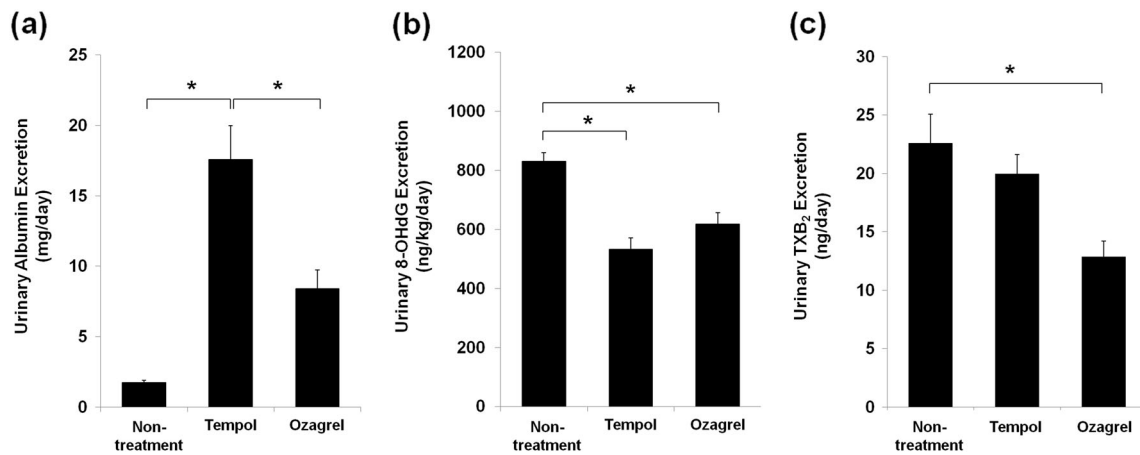 (a)
Urinary Albumin Excretion
(mg/day)
25
20
15
10
5
0
*
*
Non-
treatment
Tempol
Ozagrel
(b)
Urinary 8-OHdG Excretion
(ng/kg/day)
1200
1000
800
600
400
200
0
*
*
Non-
treatment
Tempol
Ozagrel
(c)
Urinary TXB₂ Excretion
(ng/day)
30
25
20
15
10
5
0
*
Non-
treatment
Tempol
Ozagrel